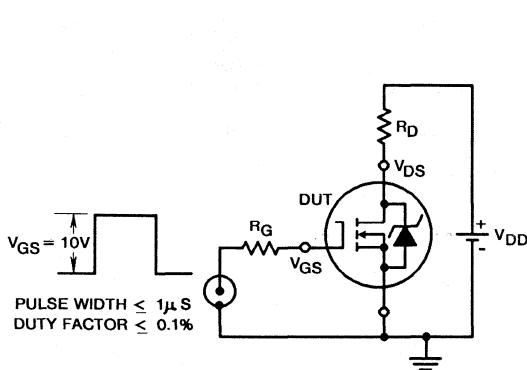 RD
VDS
DUT
RG
VGS
VGS = 10V
+
VDD
-
PULSE WIDTH ≤ 1μS
DUTY FACTOR ≤ 0.1%